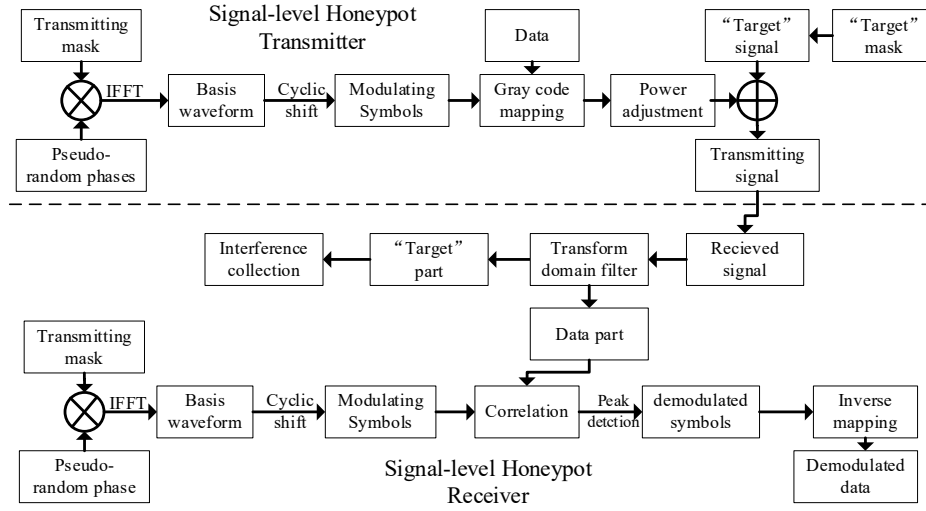 Signal-level Honeypot
Transmitter
Transmitting
mask
Data
“Target”
signal
“Target”
mask
IFFT
Basis
waveform
Cyclic
shift
Modulating
Symbols
Gray code
mapping
Power
adjustment
Pseudo-
random phases
Transmitting
signal
Interference
collection
“Target”
part
Transform
domain filter
Recieved
signal
Data part
Transmitting
mask
IFFT
Basis
waveform
Cyclic
shift
Modulating
Symbols
Correlation
Peak
detction
demodulated
symbols
Inverse
mapping
Pseudo-
random phase
Signal-level Honeypot
Receiver
Demodulated
data